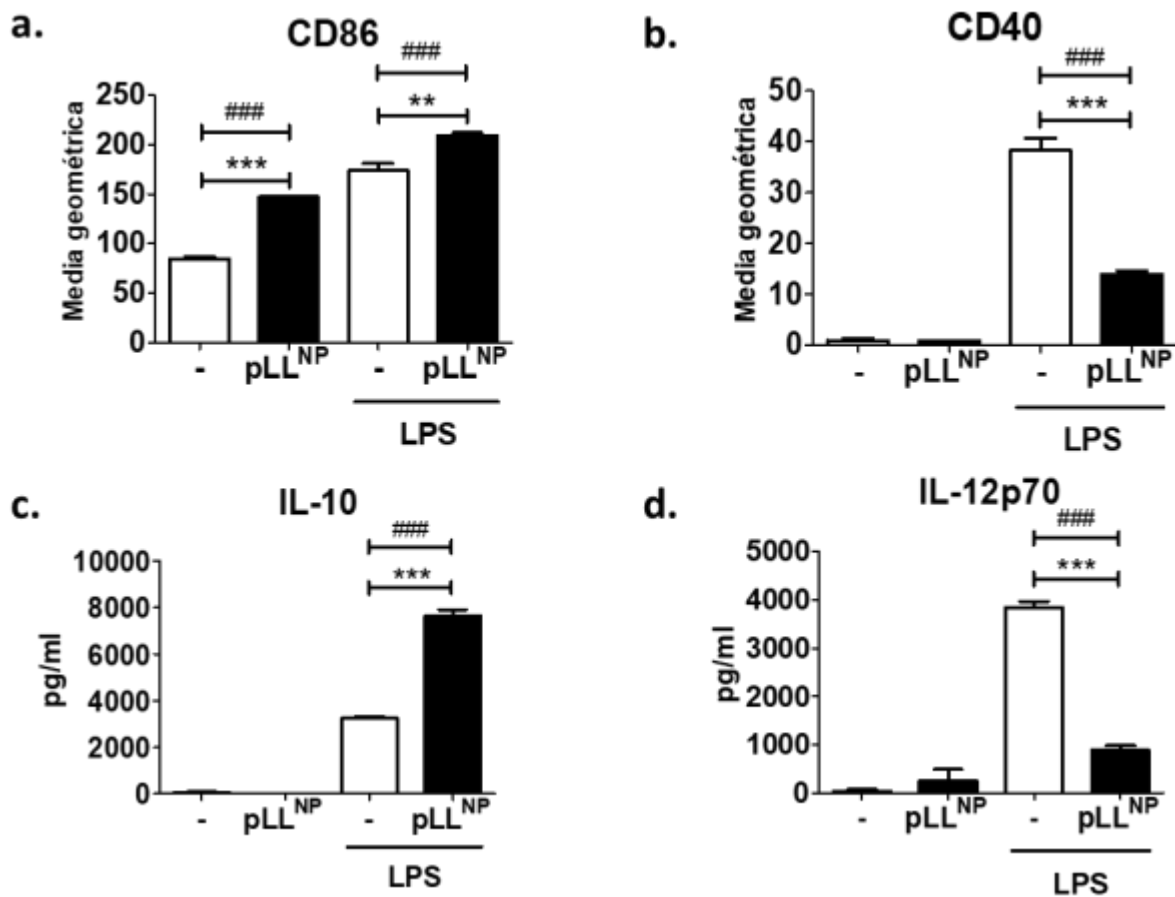 a.
CD86
###
###
**
***
Media geométrica
250
200
150
100
50
0
-
pLL^NP
-
pLL^NP
LPS
b.
CD40
###
***
Media geométrica
50
40
30
20
10
0
-
pLL^NP
-
pLL^NP
LPS
c.
IL-10
###
***
pg/ml
10000
8000
6000
4000
2000
0
-
pLL^NP
-
pLL^NP
LPS
d.
IL-12p70
###
***
pg/ml
5000
4000
3000
2000
1000
0
-
pLL^NP
-
pLL^NP
LPS